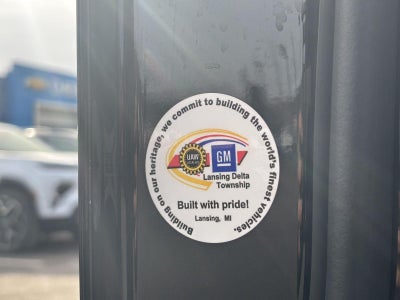 Building on our heritage, we commit to building the world's finest vehicles.
UAW
GM
Lansing Delta
Township
Built with pride!
Lansing, MI